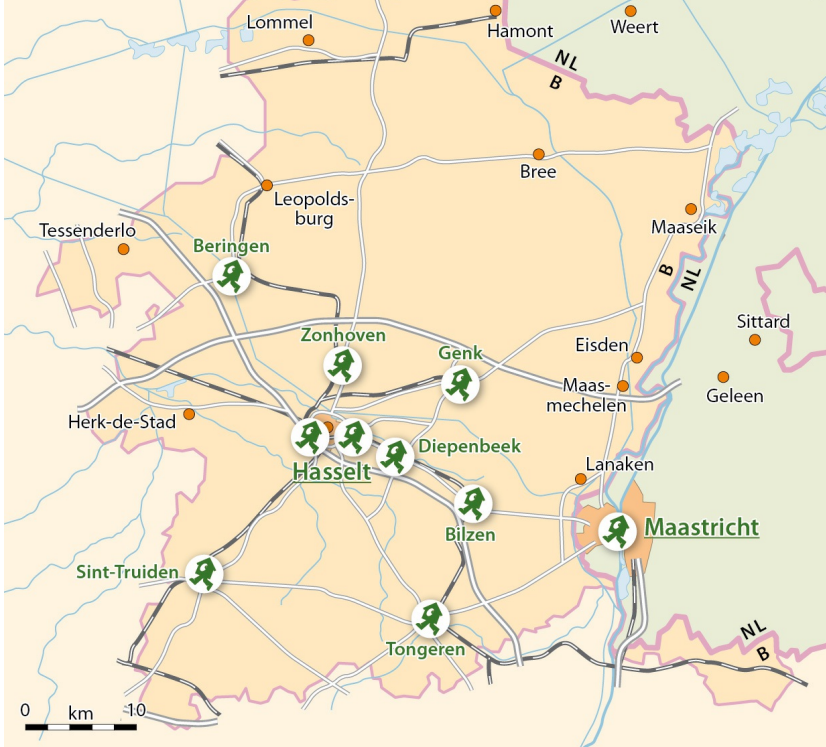 Lommel
Hamont
Weert
NL
B
Bree
Leopolds-
burg
Maaseik
Tessenderlo
Beringen
B
NL
Zonhoven
Genk
Sittard
Eisden
Maas-
mechelen
Geleen
Herk-de-Stad
Diepenbeek
Hasselt
Lanaken
Maastricht
Bilzen
Sint-Truiden
Tongeren
NL
B
0 km 10